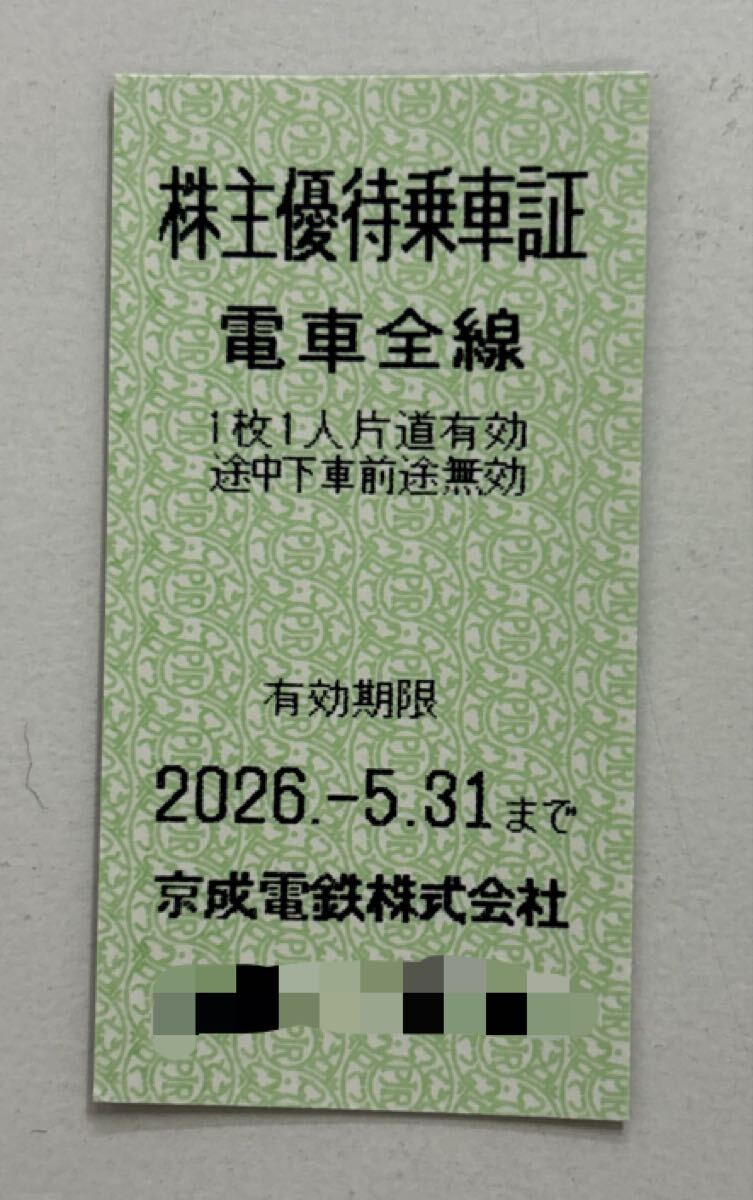 株主優待乗車証
電車全線
1枚1人片道有効
途中下車前途無効
有効期限
2026.-5.31まで
京成電鉄株式会社